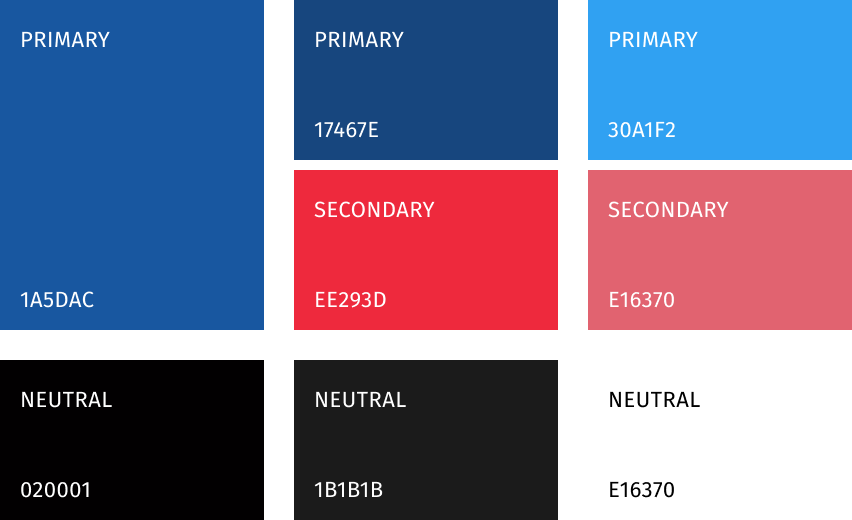 PRIMARY
1A5DAC
PRIMARY
17467E
PRIMARY
30A1F2
SECONDARY
EE293D
SECONDARY
E16370
NEUTRAL
020001
NEUTRAL
1B1B1B
NEUTRAL
E16370